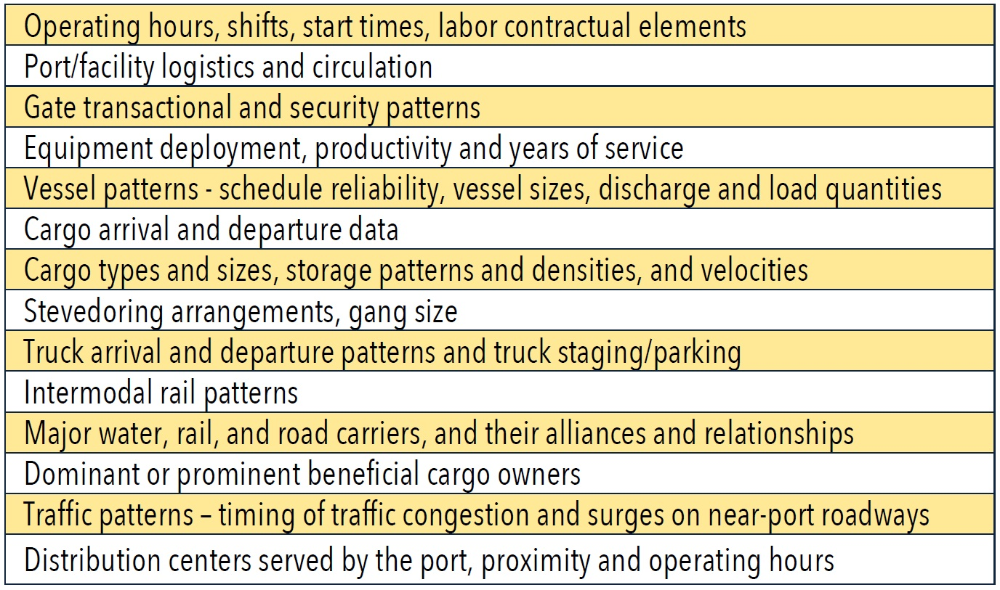 Operating hours, shifts, start times, labor contractual elements
Port/facility logistics and circulation
Gate transactional and security patterns
Equipment deployment, productivity and years of service
Vessel patterns - schedule reliability, vessel sizes, discharge and load quantities
Cargo arrival and departure data
Cargo types and sizes, storage patterns and densities, and velocities
Stevedoring arrangements, gang size
Truck arrival and departure patterns and truck staging/parking
Intermodal rail patterns
Major water, rail, and road carriers, and their alliances and relationships
Dominant or prominent beneficial cargo owners
Traffic patterns – timing of traffic congestion and surges on near-port roadways
Distribution centers served by the port, proximity and operating hours